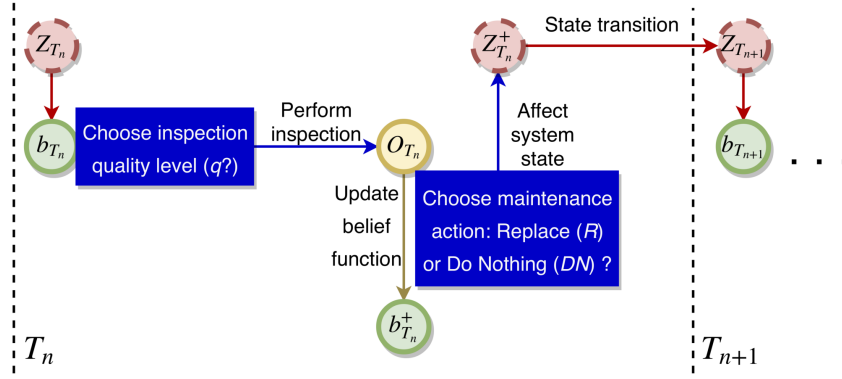 Z_{T_n}
b_{T_n}
Choose inspection
quality level (q?)
Perform
inspection
O_{T_n}
Update
belief
function
b^+_{T_n}
Choose maintenance
action: Replace (R)
or Do Nothing (DN) ?
Affect
system
state
Z^+_{T_n}
State transition
Z_{T_{n+1}}
b_{T_{n+1}}
. . .
T_n
T_{n+1}